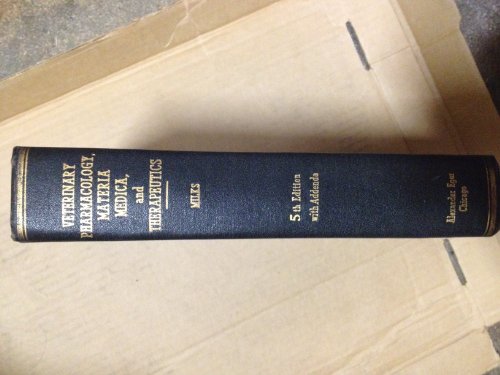 VETERINARY
PHARMACOLOGY,
MATERIA
MEDICA,
and
THERAPEUTICS
MILKS
5th Edition
with Addenda
Alexander Eger
Chicago